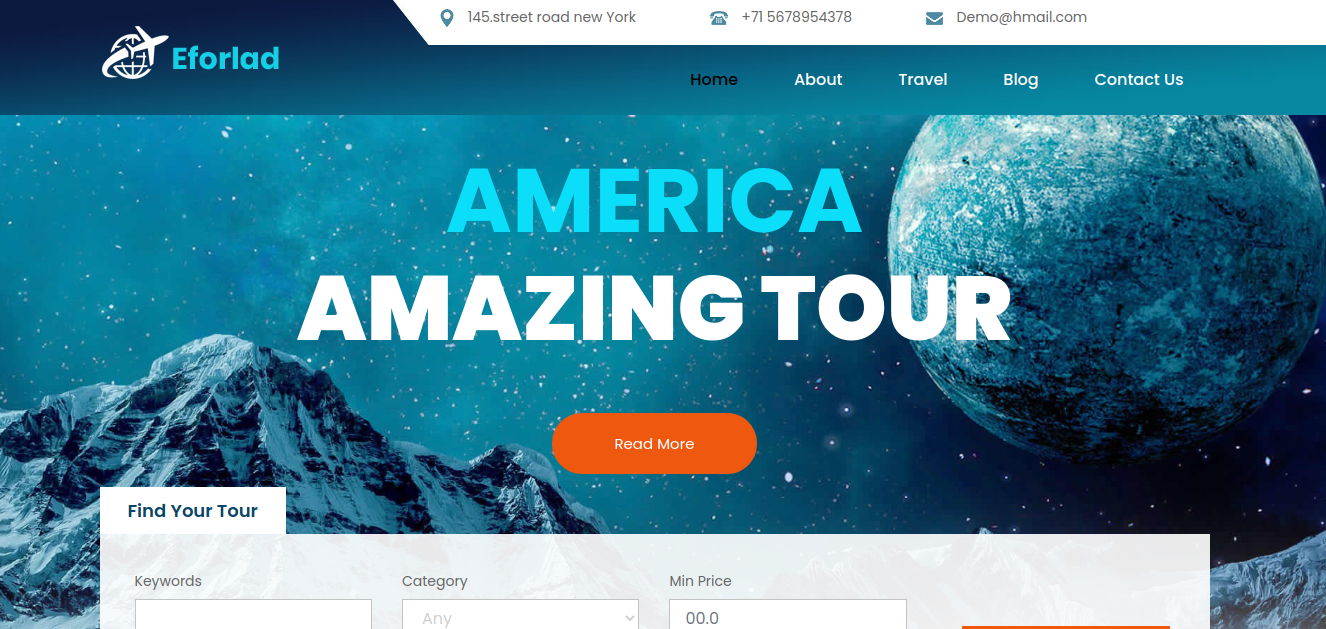 145.street road new York
+71 5678954378
Demo@hmail.com
Eforlad
Home
About
Travel
Blog
Contact Us
AMERICA
AMAZING TOUR
Read More
Find Your Tour
Keywords
Category
Min Price
Any
00.0